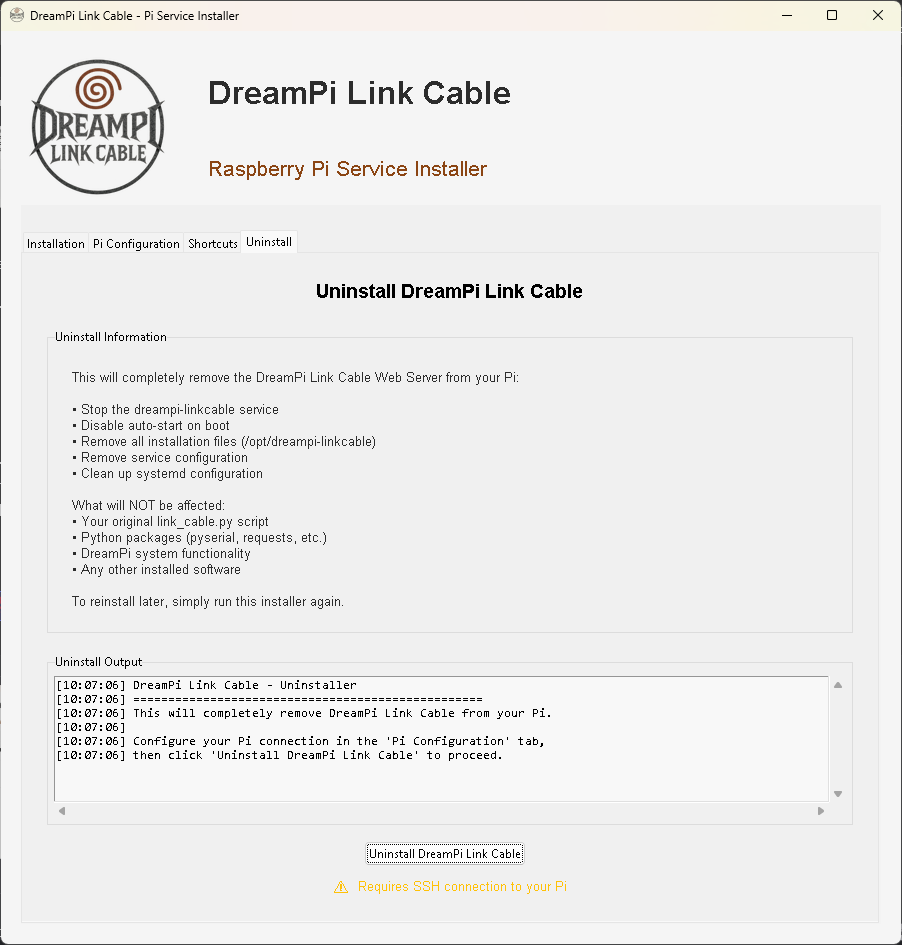 DreamPi Link Cable - Pi Service Installer
DREAMPI
LINK CABLE
DreamPi Link Cable
Raspberry Pi Service Installer
Installation Pi Configuration Shortcuts Uninstall
Uninstall DreamPi Link Cable
Uninstall Information
This will completely remove the DreamPi Link Cable Web Server from your Pi:
• Stop the dreampi-linkcable service
• Disable auto-start on boot
• Remove all installation files (/opt/dreampi-linkcable)
• Remove service configuration
• Clean up systemd configuration
What will NOT be affected:
• Your original link_cable.py script
• Python packages (pyserial, requests, etc.)
• DreamPi system functionality
• Any other installed software
To reinstall later, simply run this installer again.
Uninstall Output
[10:07:06] DreamPi Link Cable - Uninstaller
[10:07:06] ==================================================
[10:07:06] This will completely remove DreamPi Link Cable from your Pi.
[10:07:06]
[10:07:06] Configure your Pi connection in the 'Pi Configuration' tab,
[10:07:06] then click 'Uninstall DreamPi Link Cable' to proceed.
Uninstall DreamPi Link Cable
⚠ Requires SSH connection to your Pi